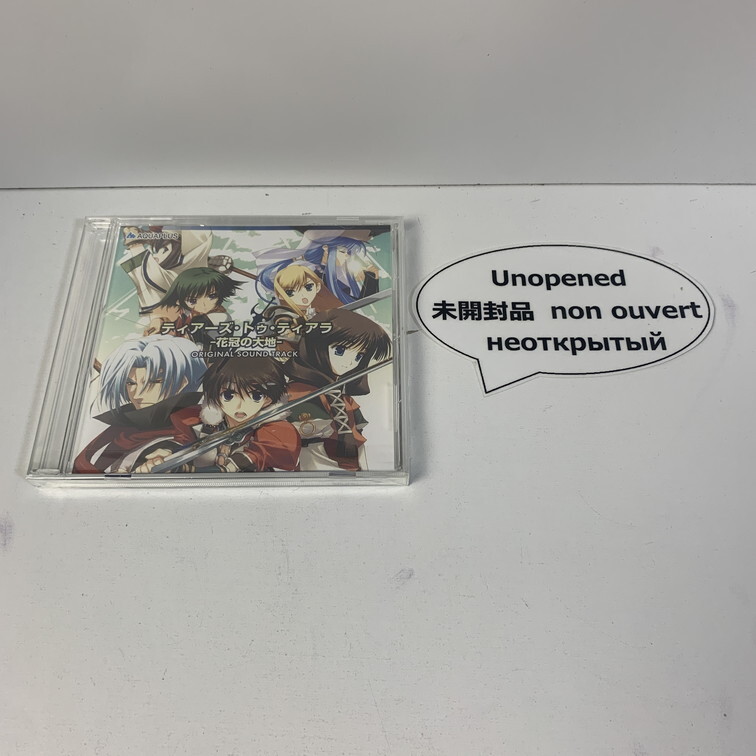 AQUAPLUS
ティアーズ・トゥ・ティアラ
-花冠の大地-
ORIGINAL SOUND TRACK
Unopened
未開封品 non ouvert
неоткрытый